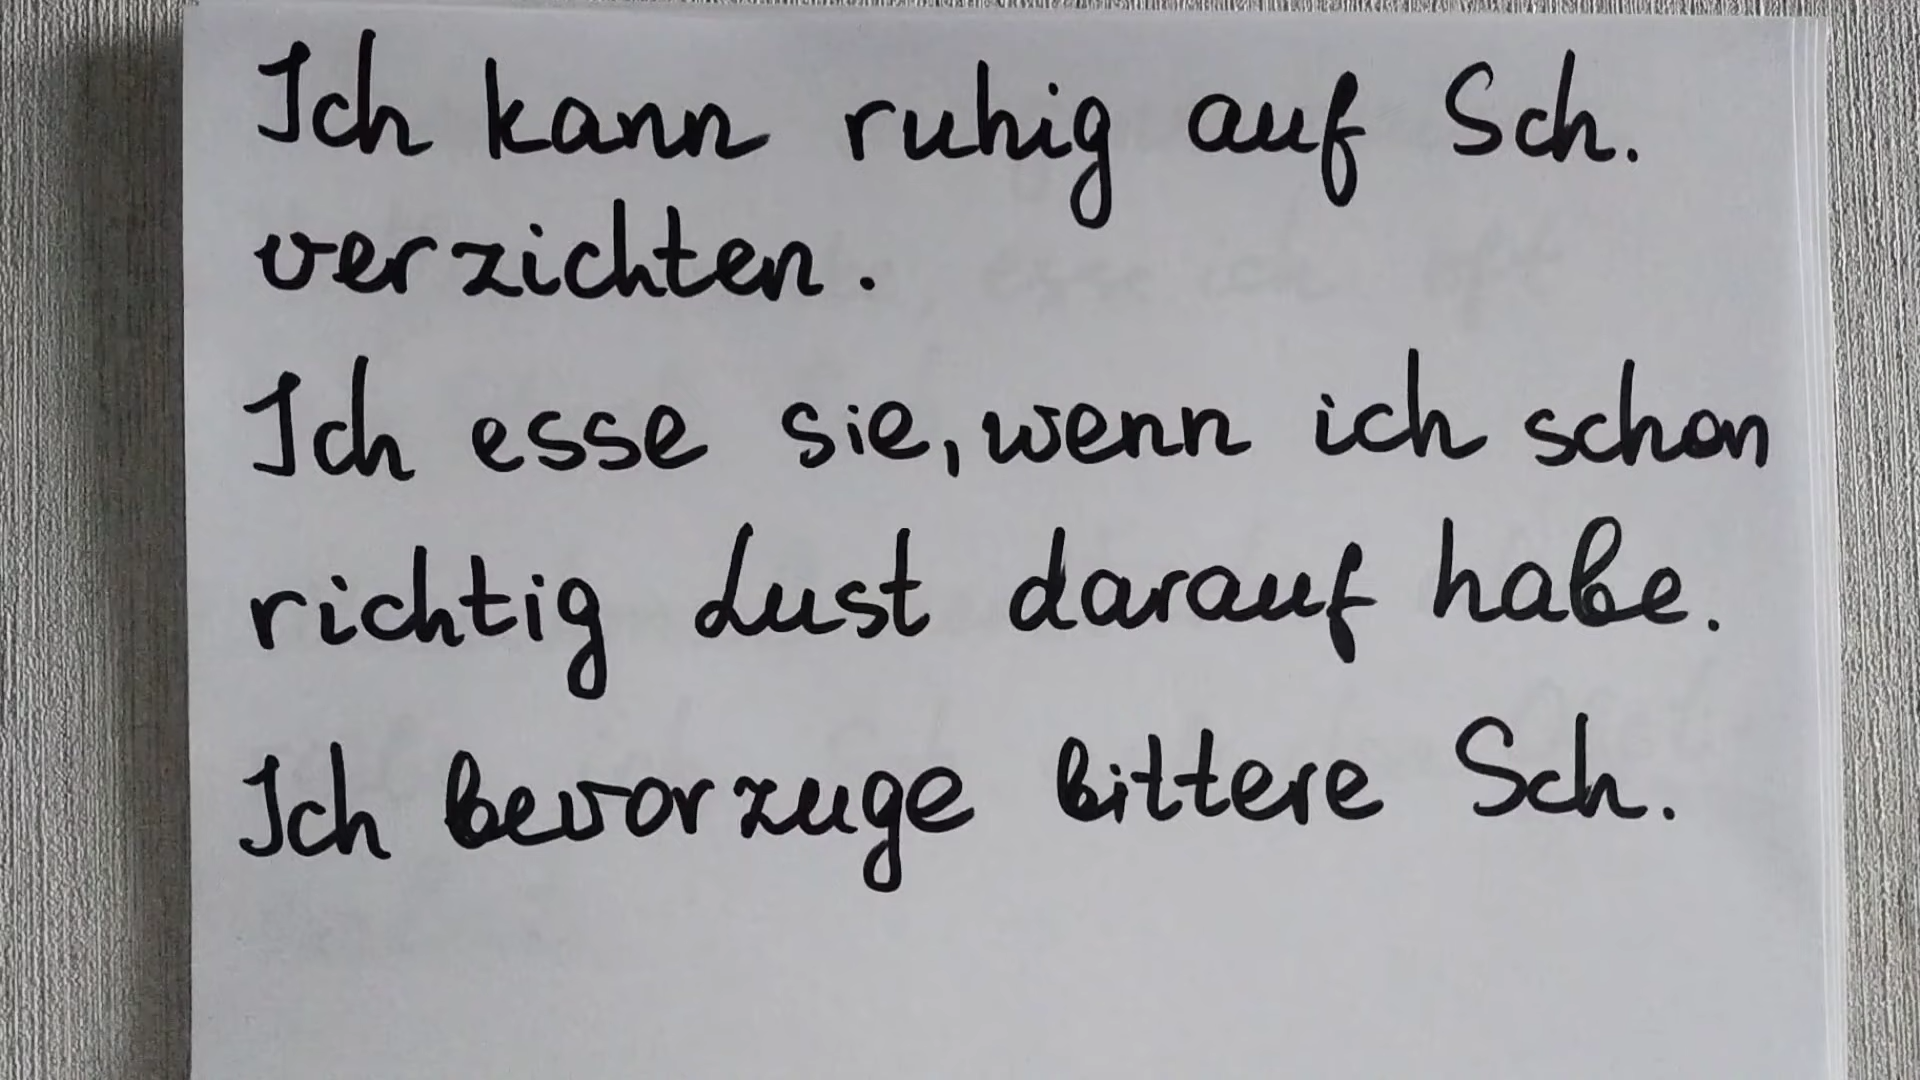 Ich kann ruhig auf Sch.
verzichten.
Ich esse sie, wenn ich schon
richtig Lust darauf habe.
Ich bevorzuge bittere Sch.